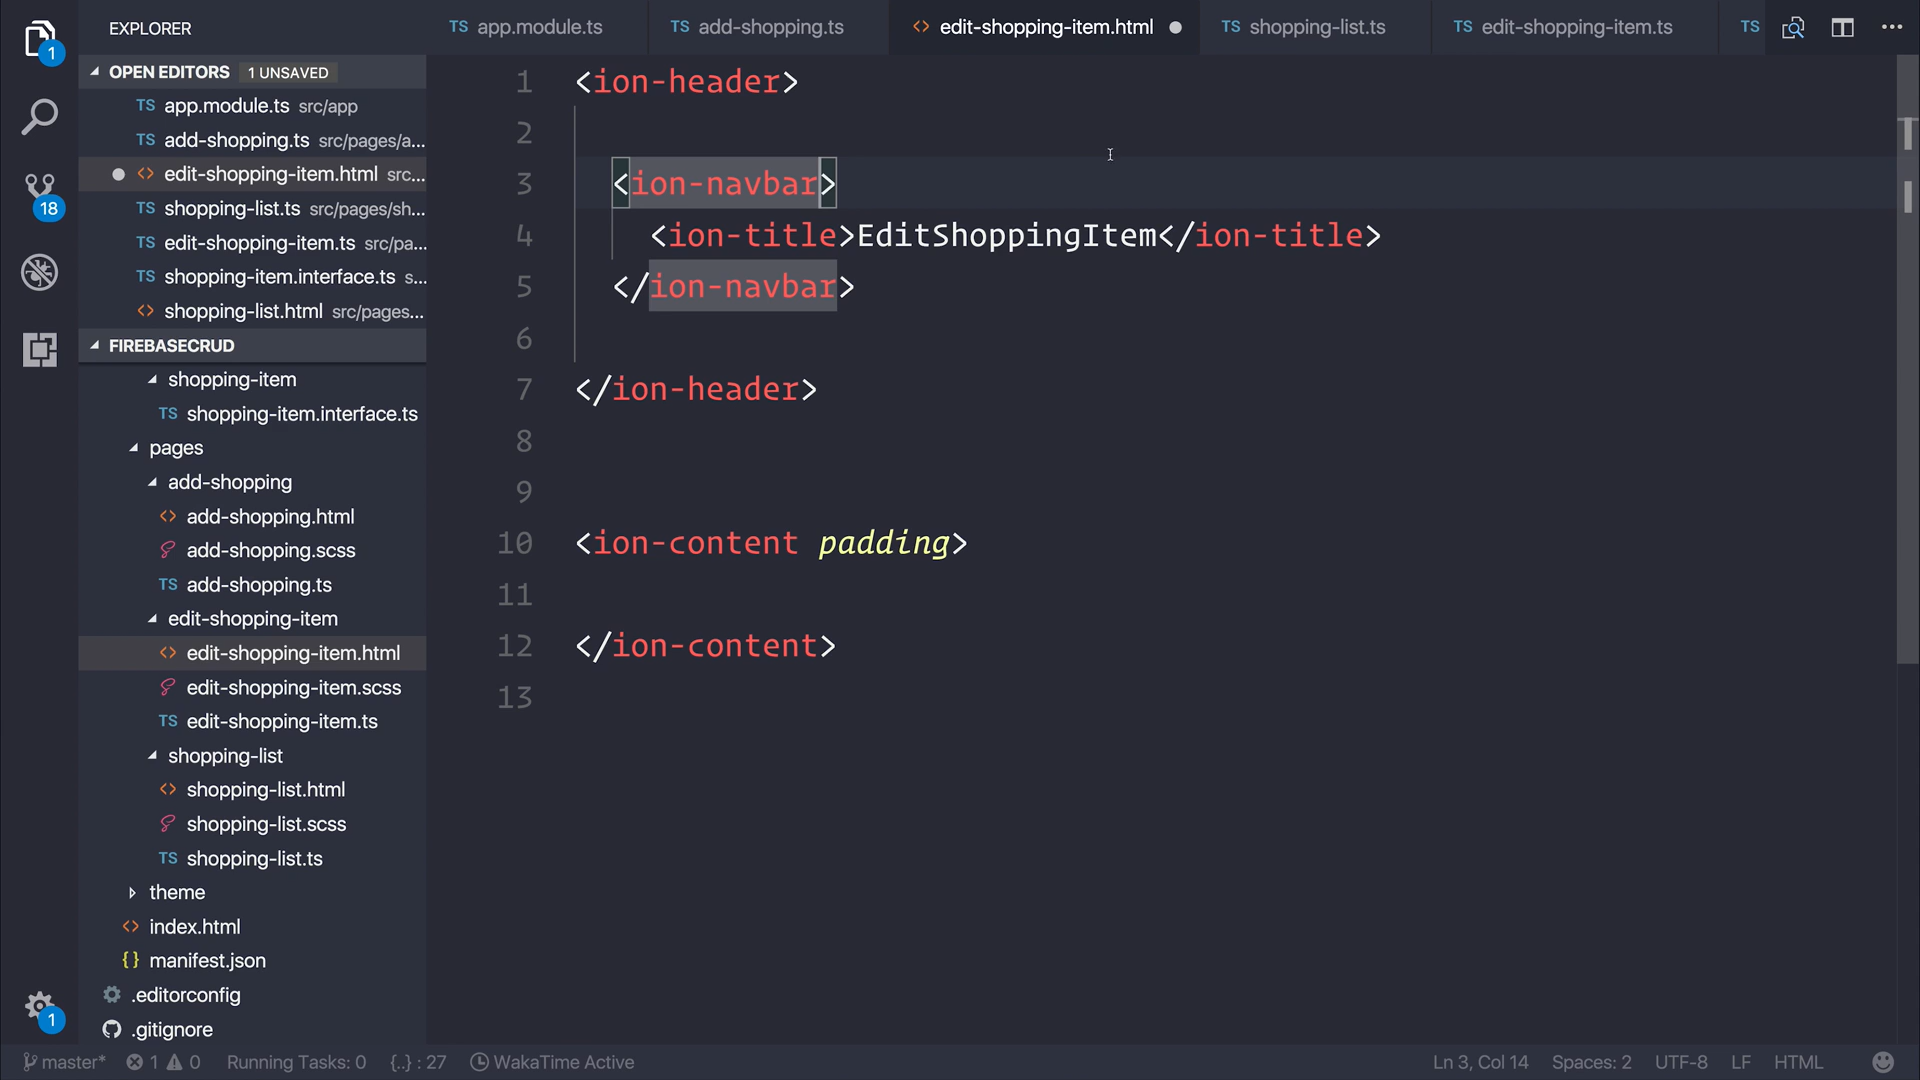 EXPLORER
TS app.module.ts
TS add-shopping.ts
<> edit-shopping-item.html
TS shopping-list.ts
TS edit-shopping-item.ts
TS
1
OPEN EDITORS 1 UNSAVED
TS app.module.ts src/app
TS add-shopping.ts src/pages/a...
<> edit-shopping-item.html src...
TS shopping-list.ts src/pages/sh...
TS edit-shopping-item.ts src/pa...
TS shopping-item.interface.ts s...
<> shopping-list.html src/pages...
18
FIREBASECRUD
shopping-item
TS shopping-item.interface.ts
pages
add-shopping
<> add-shopping.html
add-shopping.scss
TS add-shopping.ts
edit-shopping-item
<> edit-shopping-item.html
edit-shopping-item.scss
TS edit-shopping-item.ts
shopping-list
<> shopping-list.html
shopping-list.scss
TS shopping-list.ts
theme
<> index.html
{} manifest.json
.editorconfig
.gitignore
1
1 <ion-header>
2
3 <ion-navbar>
4 <ion-title>EditShoppingItem</ion-title>
5 </ion-navbar>
6
7 </ion-header>
8
9
10 <ion-content padding>
11
12 </ion-content>
13
master* 1 0 Running Tasks: 0 {..} : 27 WakaTime Active Ln 3, Col 14 Spaces: 2 UTF-8 LF HTML